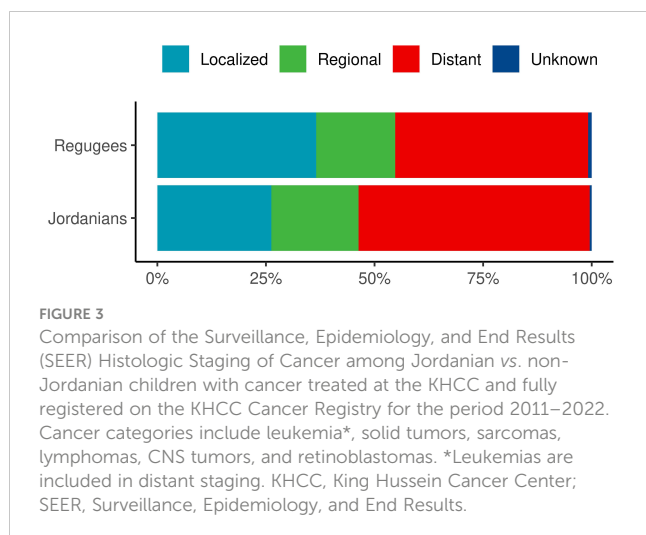 Localized Regional Distant Unknown
Regugees
Jordanians
0% 25% 50% 75% 100%
FIGURE 3
Comparison of the Surveillance, Epidemiology, and End Results
(SEER) Histologic Staging of Cancer among Jordanian vs. non-
Jordanian children with cancer treated at the KHCC and fully
registered on the KHCC Cancer Registry for the period 2011–2022.
Cancer categories include leukemia*, solid tumors, sarcomas,
lymphomas, CNS tumors, and retinoblastomas. *Leukemias are
included in distant staging. KHCC, King Hussein Cancer Center;
SEER, Surveillance, Epidemiology, and End Results.